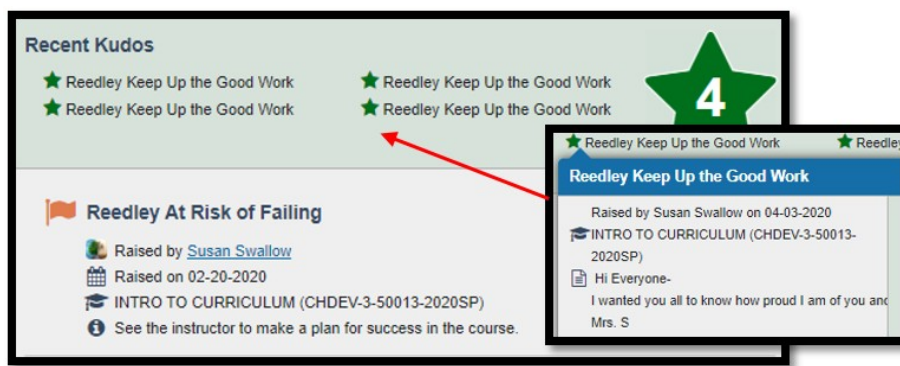 Recent Kudos
Reedley Keep Up the Good Work Reedley Keep Up the Good Work
Reedley Keep Up the Good Work Reedley Keep Up the Good Work
4
Reedley At Risk of Failing
Raised by Susan Swallow
Raised on 02-20-2020
INTRO TO CURRICULUM (CHDEV-3-50013-2020SP)
See the instructor to make a plan for success in the course.
Reedley Keep Up the Good Work Reedley
Reedley Keep Up the Good Work
Raised by Susan Swallow on 04-03-2020
INTRO TO CURRICULUM (CHDEV-3-50013-
2020SP)
Hi Everyone-
I wanted you all to know how proud I am of you and
Mrs. S